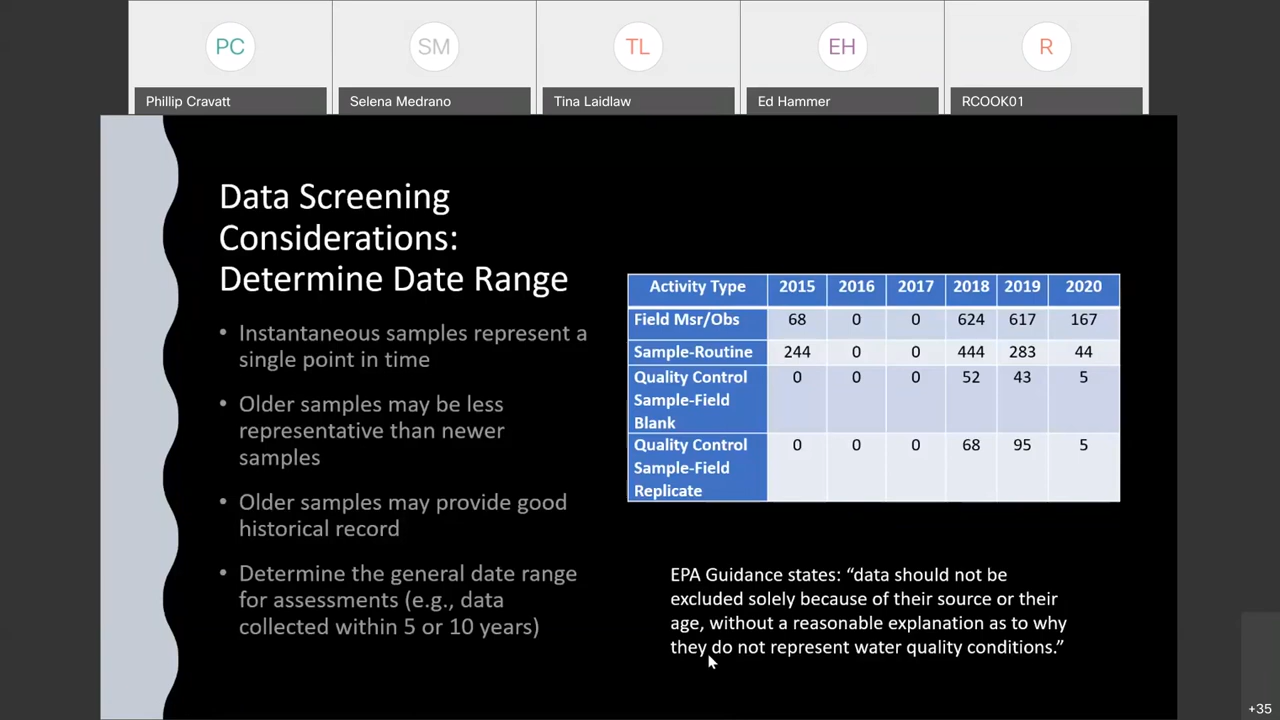 PC
SM
TL
EH
R
Phillip Cravatt
Selena Medrano
Tina Laidlaw
Ed Hammer
RCOOK01
Data Screening
Considerations:
Determine Date Range
• Instantaneous samples represent a
single point in time
• Older samples may be less
representative than newer
samples
• Older samples may provide good
historical record
• Determine the general date range
for assessments (e.g., data
collected within 5 or 10 years)
Activity Type 2015 2016 2017 2018 2019 2020
Field Msr/Obs 68 0 0 624 617 167
Sample-Routine 244 0 0 444 283 44
Quality Control 0 0 0 52 43 5
Sample-Field
Blank
Quality Control 0 0 0 68 95 5
Sample-Field
Replicate
EPA Guidance states: “data should not be
excluded solely because of their source or their
age, without a reasonable explanation as to why
they do not represent water quality conditions.”
+35